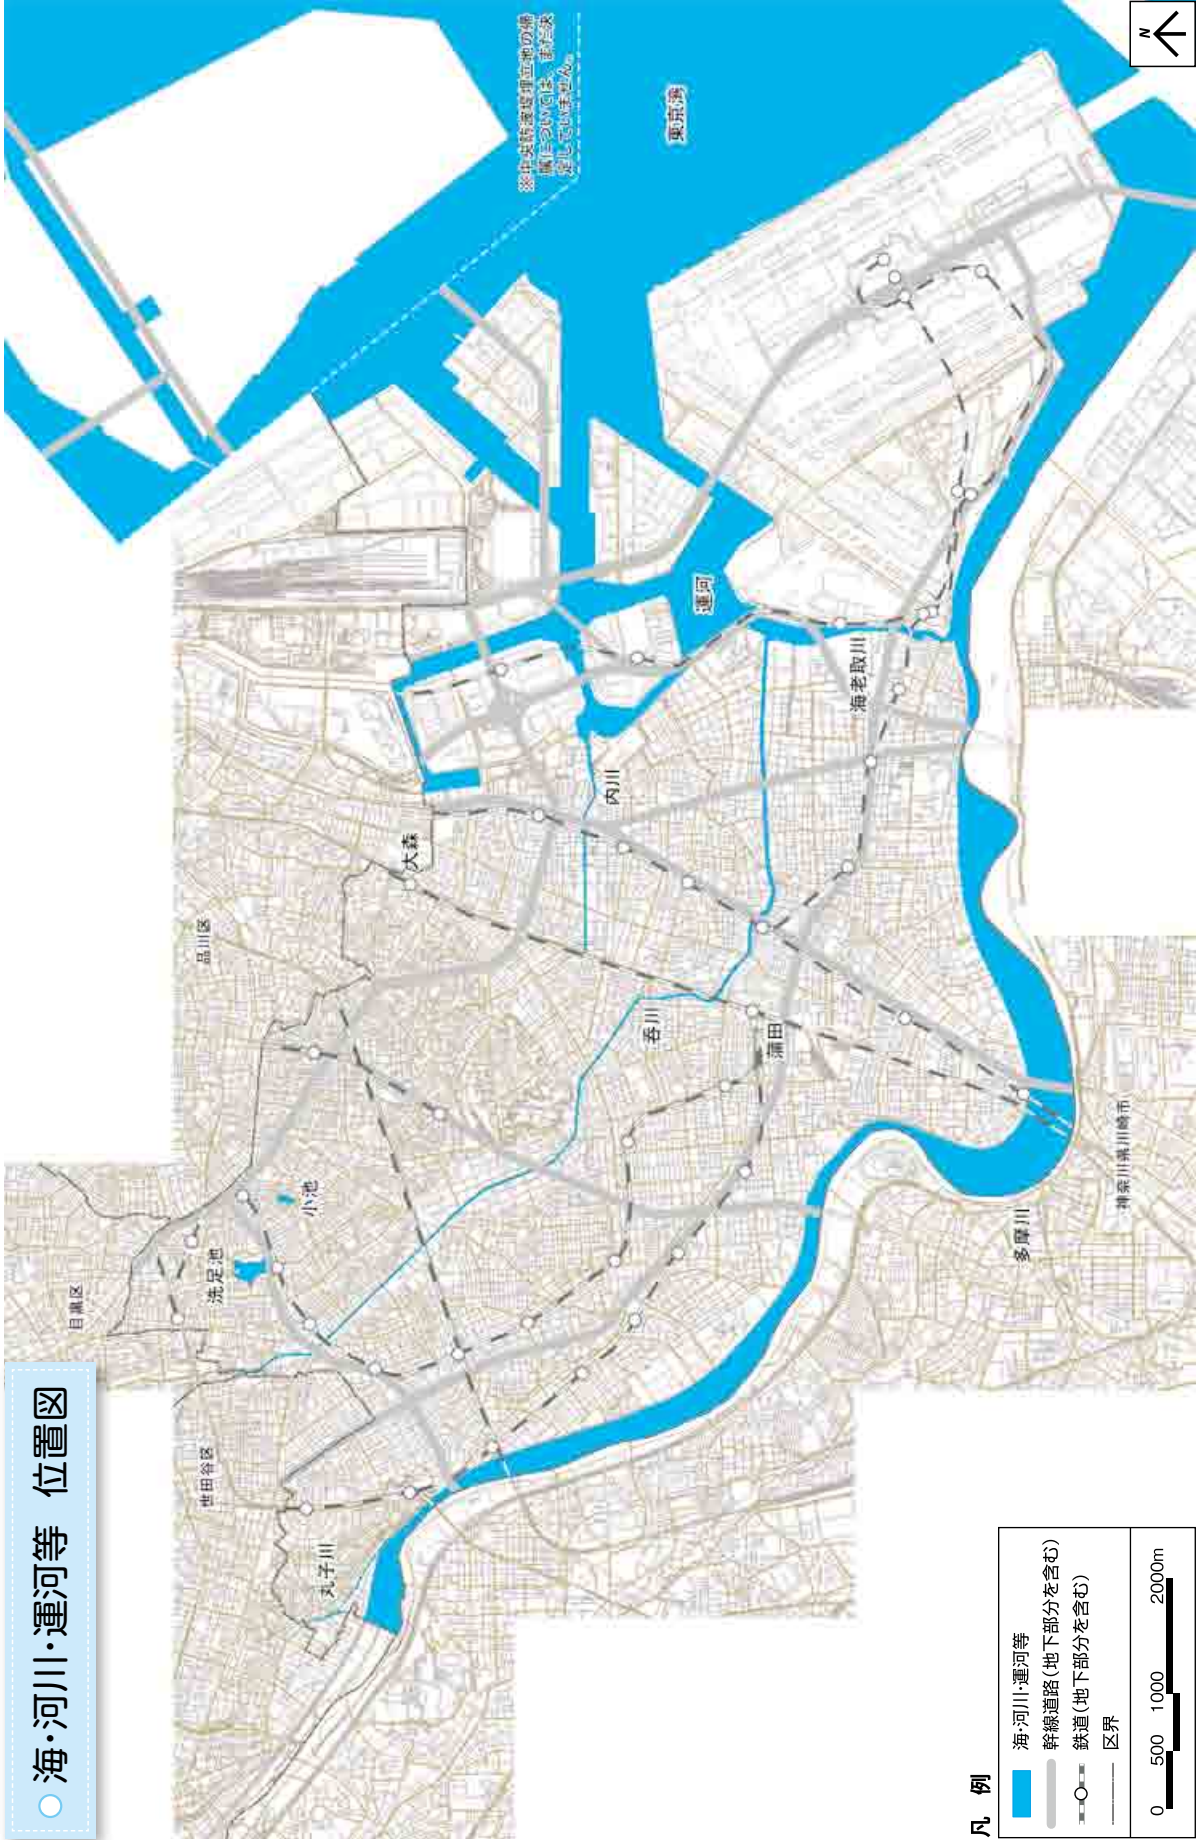 海・河川・運河等 位置図
※中央防波堤埋立地の帰
属については、まだ決
定していません。
東京湾
N
目黒区
品川区
世田谷区
洗足池
小池
大森
丸子川
内川
運河
呑川
蒲田
海老取川
多摩川
神奈川県川崎市
凡 例
海・河川・運河等
幹線道路(地下部分を含む)
鉄道(地下部分を含む)
区界
0 500 1000 2000m